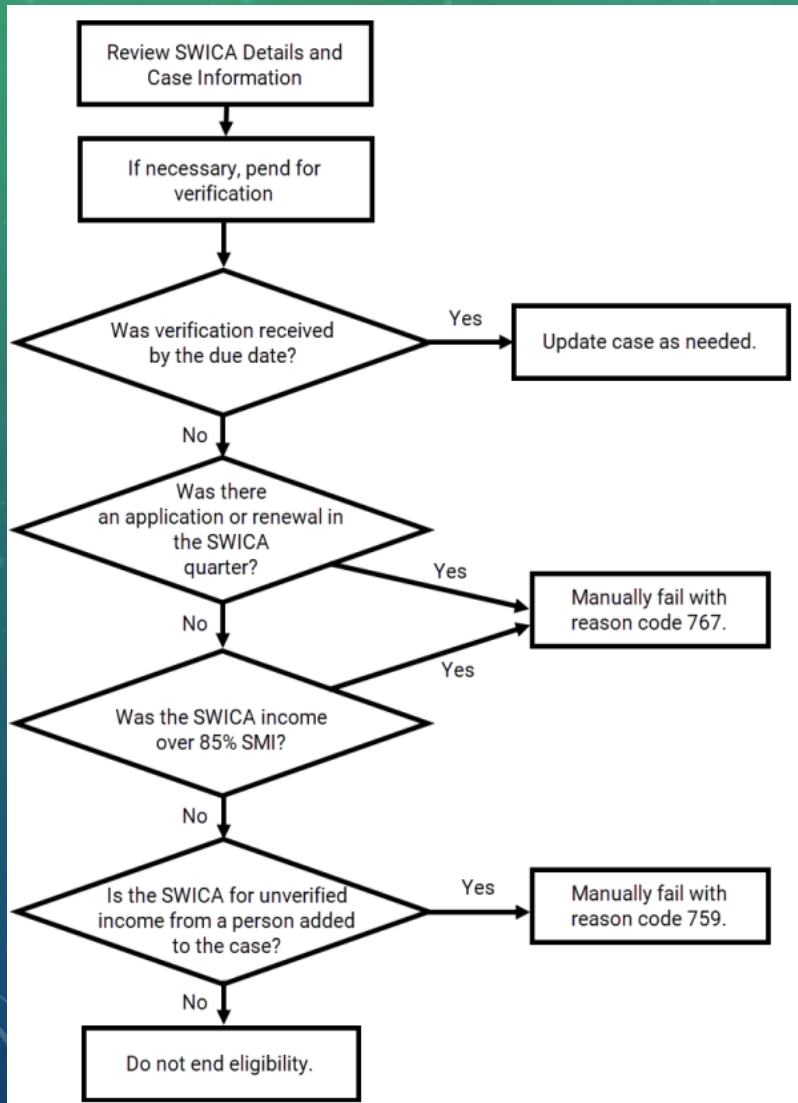 Review SWICA Details and
Case Information
If necessary, pend for
verification
Was verification received
by the due date?
Yes
Update case as needed.
No
Was there
an application or renewal in
the SWICA
quarter?
Yes
Manually fail with
reason code 767.
No
Yes
Was the SWICA income
over 85% SMI?
No
Is the SWICA for unverified
income from a person added
to the case?
Yes
Manually fail with
reason code 759.
No
Do not end eligibility.